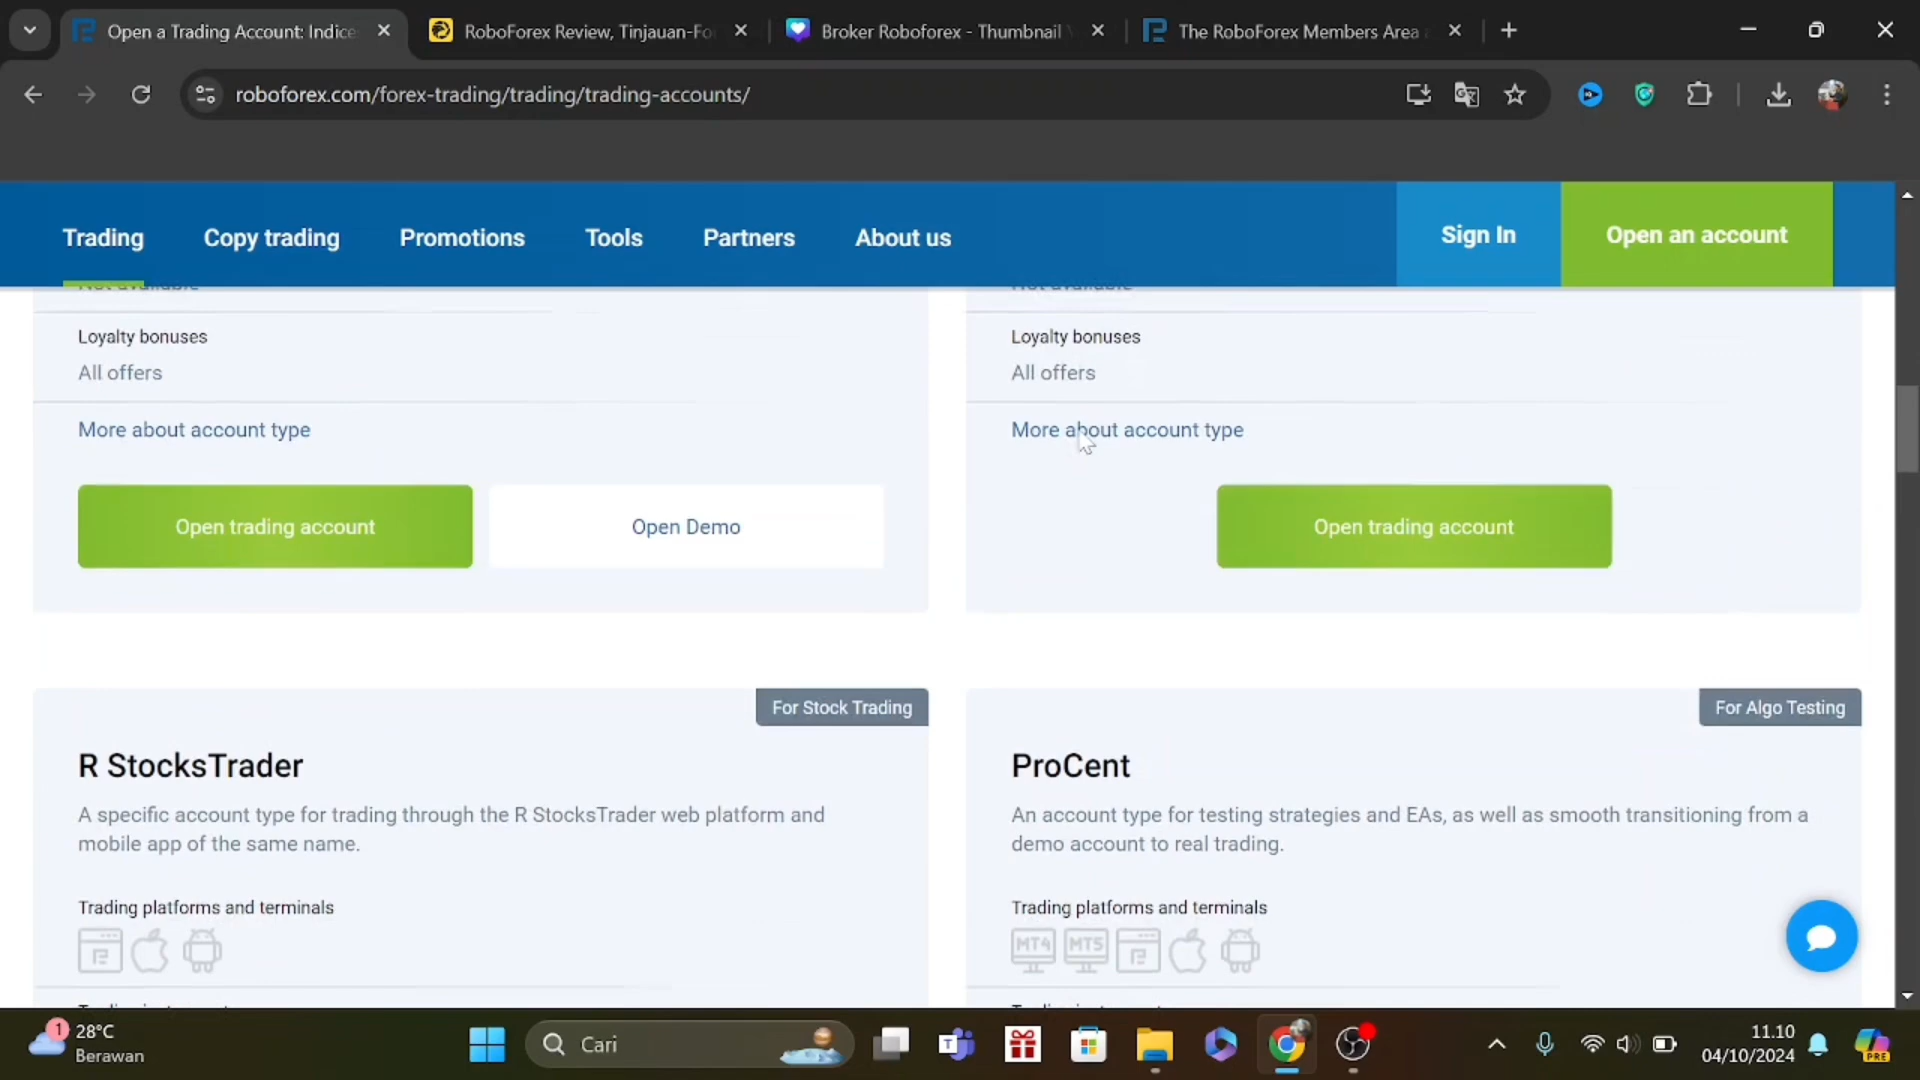 Open a Trading Account: Indice
RoboForex Review, Tinjauan-Fo
Broker Roboforex - Thumbnail
The RoboForex Members Area
roboforex.com/forex-trading/trading/trading-accounts/
Trading
Copy trading
Promotions
Tools
Partners
About us
Sign In
Open an account
Not available
Not available
Loyalty bonuses
Loyalty bonuses
All offers
All offers
More about account type
More about account type
Open trading account
Open Demo
Open trading account
For Stock Trading
For Algo Testing
R StocksTrader
ProCent
A specific account type for trading through the R StocksTrader web platform and
mobile app of the same name.
An account type for testing strategies and EAs, as well as smooth transitioning from a
demo account to real trading.
Trading platforms and terminals
Trading platforms and terminals
MT4 MT5
1
28°C
Berawan
Cari
T
11.10
04/10/2024
PRE